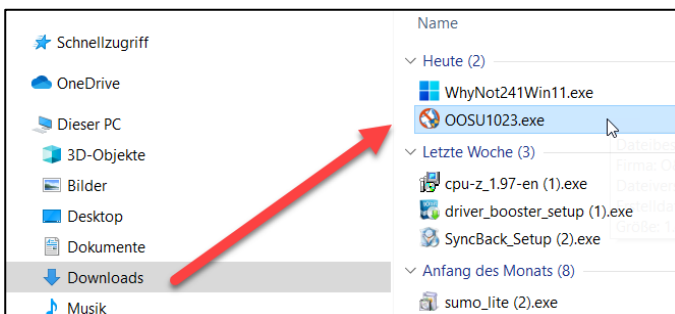 Schnellzugriff
OneDrive
Dieser PC
3D-Objekte
Bilder
Desktop
Dokumente
Downloads
Musik
Name
Heute (2)
WhyNot241Win11.exe
OOSU1023.exe
Letzte Woche (3)
cpu-z_1.97-en (1).exe
driver_booster_setup (1).exe
SyncBack_Setup (2).exe
Anfang des Monats (8)
sumo_lite (2).exe